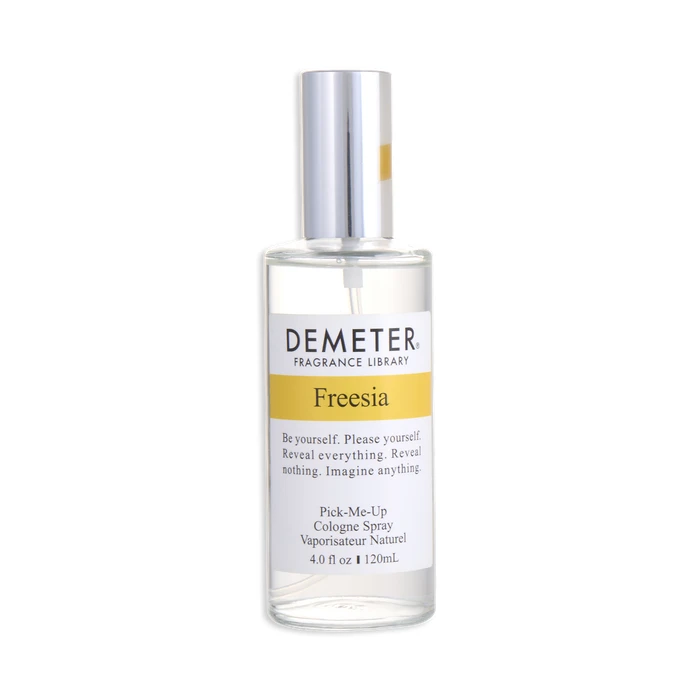 DEMETER®
FRAGRANCE LIBRARY
Freesia
Be yourself. Please yourself.
Reveal everything. Reveal
nothing. Imagine anything.
Pick-Me-Up
Cologne Spray
Vaporisateur Naturel
4.0 fl oz ı 120mL